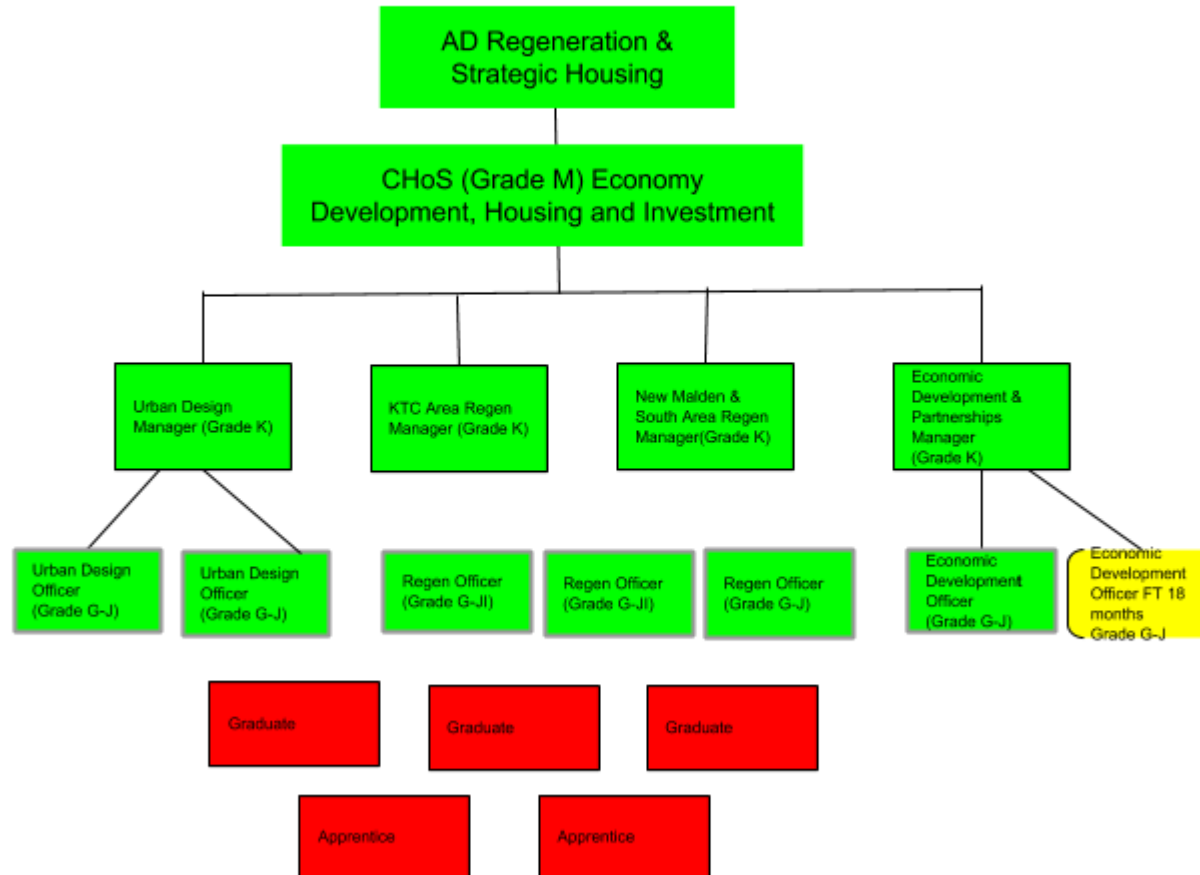 AD Regeneration &
Strategic Housing
CHoS (Grade M) Economy
Development, Housing and Investment
Urban Design
Manager (Grade K)
KTC Area Regen
Manager (Grade K)
New Malden &
South Area Regen
Manager(Grade K)
Economic
Development &
Partnerships
Manager
(Grade K)
Urban Design
Officer
(Grade G-J)
Urban Design
Officer
(Grade G-J)
Regen Officer
(Grade G-JI)
Regen Officer
(Grade G-JI)
Regen Officer
(Grade G-J)
Economic
Development
Officer
(Grade G-J)
Economic
Development
Officer FT 18
months
Grade G-J
Graduate
Graduate
Graduate
Apprentice
Apprentice